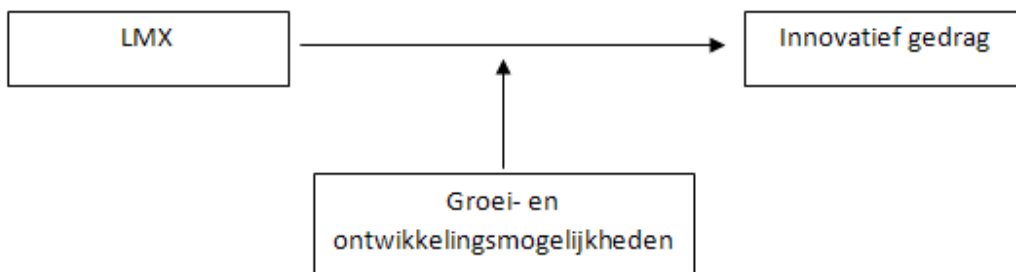 LMX
Innovatief gedrag
Groei- en
ontwikkelingsmogelijkheden